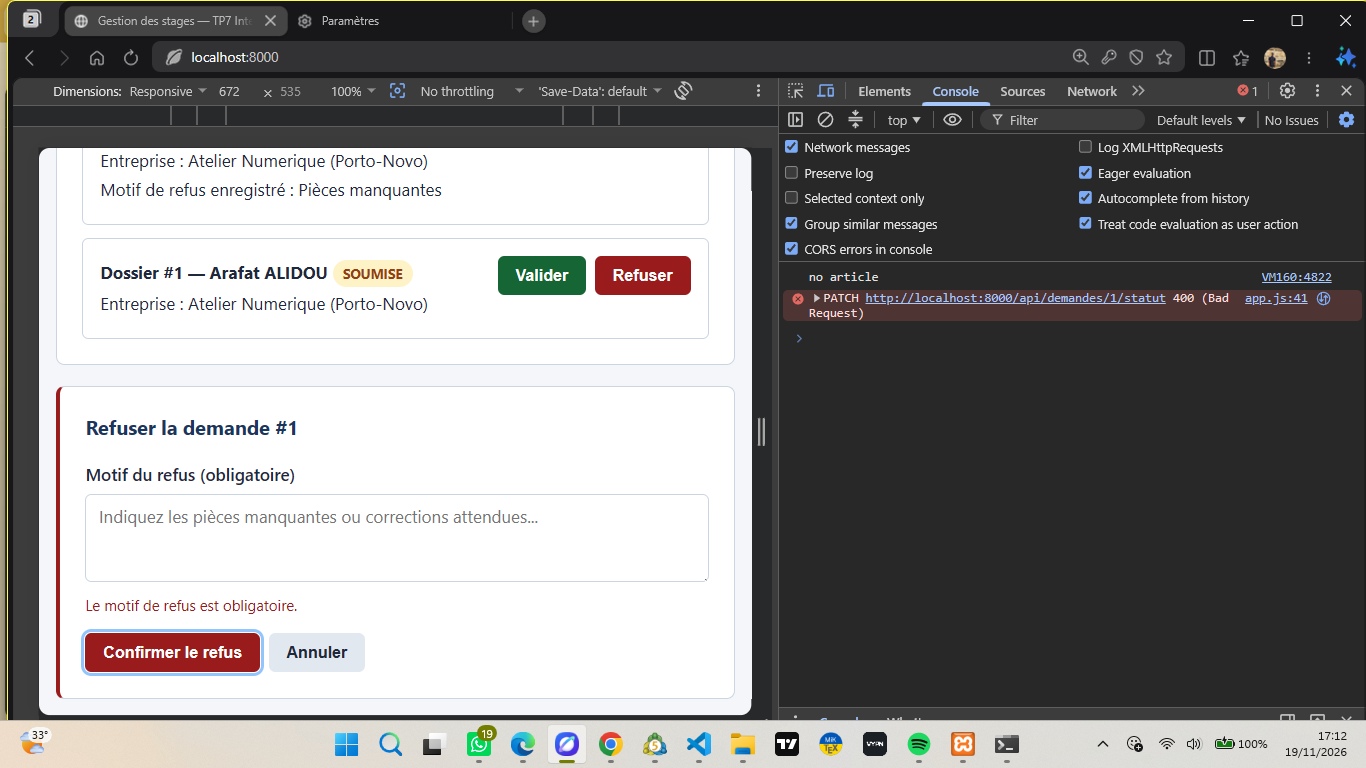 2
Gestion des stages — TP7 Inte
Paramètres
localhost:8000
Dimensions: Responsive 672 x 535 100% No throttling 'Save-Data': default
Elements Console Sources Network 1
top Filter Default levels No Issues
Network messages
Log XMLHttpRequests
Preserve log
Eager evaluation
Selected context only
Autocomplete from history
Group similar messages
Treat code evaluation as user action
CORS errors in console
no article VM160:4822
PATCH http://localhost:8000/api/demandes/1/statut 400 (Bad app.js:41
Request)
Entreprise : Atelier Numerique (Porto-Novo)
Motif de refus enregistré : Pièces manquantes
Dossier #1 — Arafat ALIDOU SOUMISE Valider Refuser
Entreprise : Atelier Numerique (Porto-Novo)
Refuser la demande #1
Motif du refus (obligatoire)
Indiquez les pièces manquantes ou corrections attendues...
Le motif de refus est obligatoire.
Confirmer le refus Annuler
33°
19
100%
17:12
19/11/2026